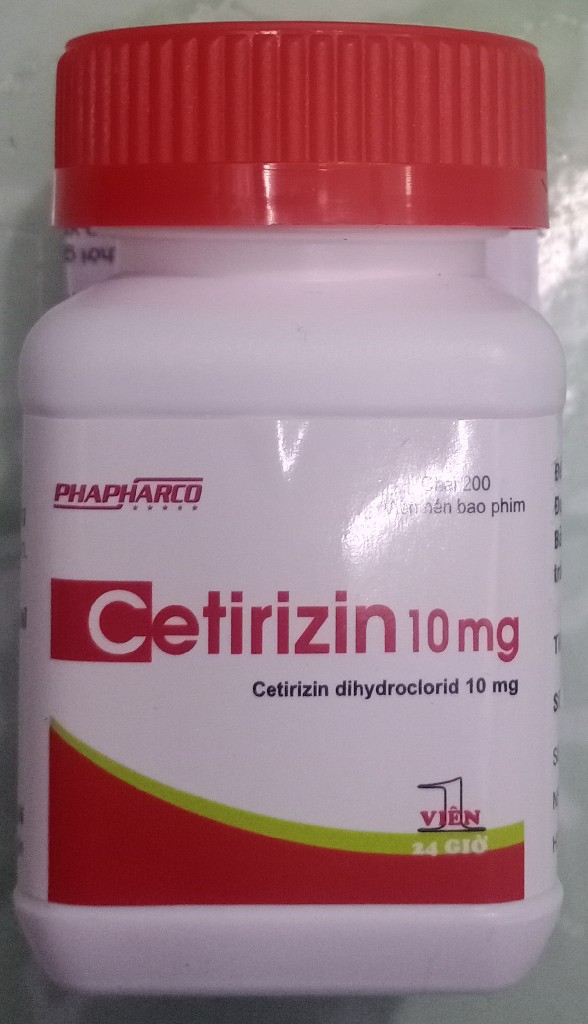 PHAPHARCO
Chai 200
Viên nén bao phim
Cetirizin 10 mg
Cetirizin dihydroclorid 10 mg
1
VIÊN
24 GIỜ